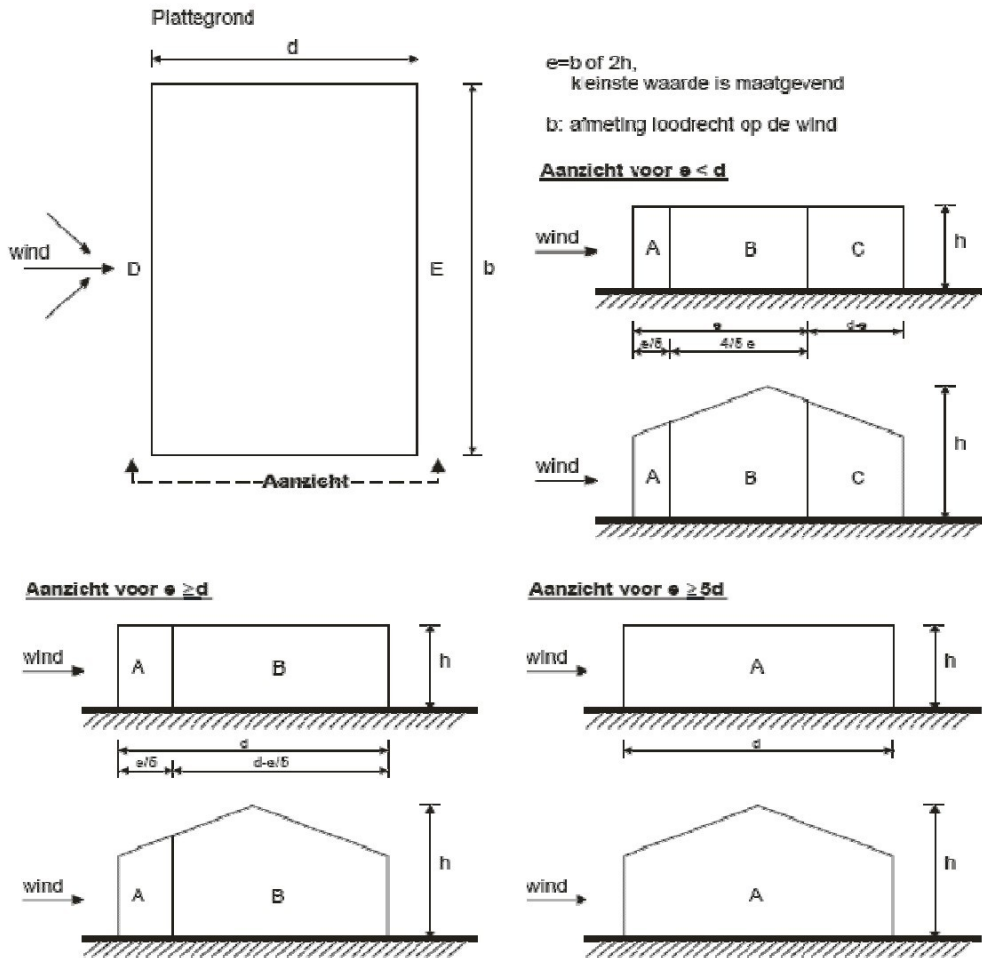 Plattegrond
d
e=b of 2h,
kleinste waarde is maatgevend
b: afmeting loodrecht op de wind
wind
D
E
b
Aanzicht
Aanzicht voor e < d
wind
A
B
C
h
e
d-e
e/5
4/5 e
wind
A
B
C
h
Aanzicht voor e ≥d
wind
A
B
h
d
e/5
d-e/5
wind
A
B
h
Aanzicht voor e ≥5d
wind
A
h
d
wind
A
h